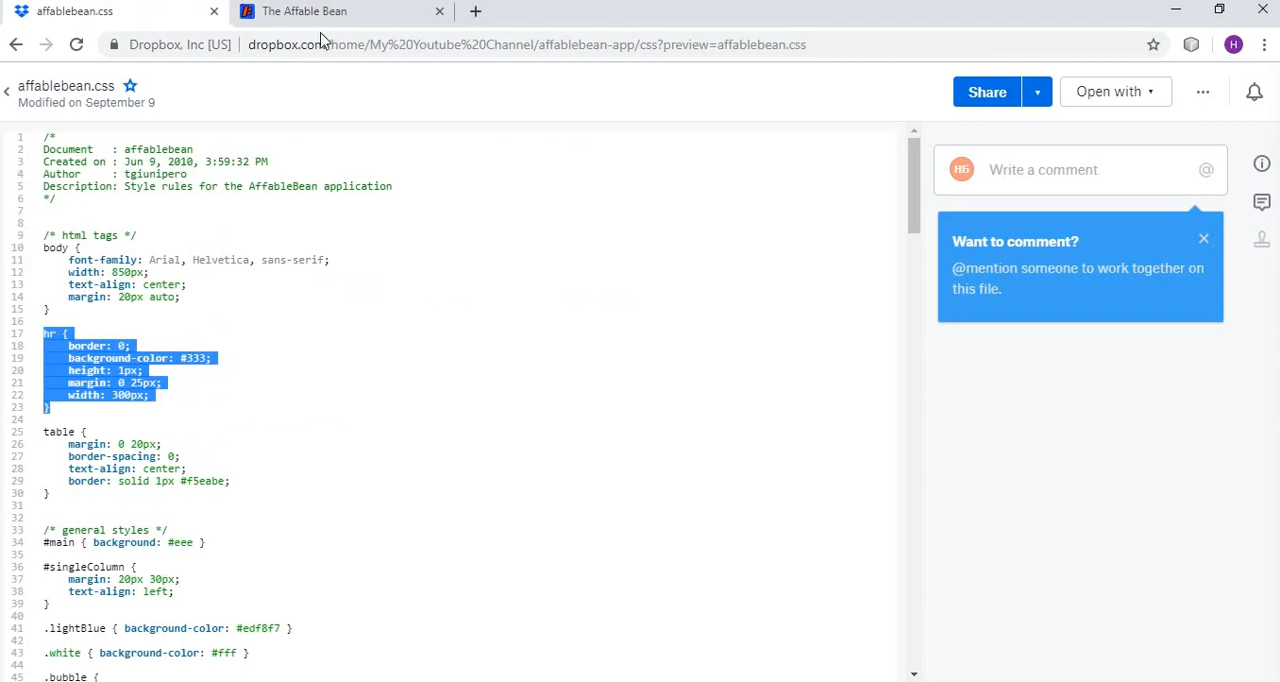 affablebean.css
The Affable Bean
Dropbox, Inc [US] | dropbox.com/home/My%20Youtube%20Channel/affablebean-app/css?preview=affablebean.css
H
affablebean.css
Modified on September 9
Share
Open with
1 /*
2 Document : affablebean
3 Created on : Jun 9, 2010, 3:59:32 PM
4 Author : tgiunipero
5 Description: Style rules for the AffableBean application
6 */
7
8
9 /* html tags */
10 body {
11 font-family: Arial, Helvetica, sans-serif;
12 width: 850px;
13 text-align: center;
14 margin: 20px auto;
15 }
16
17 hr {
18 border: 0;
19 background-color: #333;
20 height: 1px;
21 margin: 0 25px;
22 width: 300px;
23 }
24
25 table {
26 margin: 0 20px;
27 border-spacing: 0;
28 text-align: center;
29 border: solid 1px #f5eabe;
30 }
31
32
33 /* general styles */
34 #main { background: #eee }
35
36 #singleColumn {
37 margin: 20px 30px;
38 text-align: left;
39 }
40
41 .lightBlue { background-color: #edf8f7 }
42
43 .white { background-color: #fff }
44
45 .bubble {
НБ
Write a comment
@
Want to comment?
@mention someone to work together on
this file.